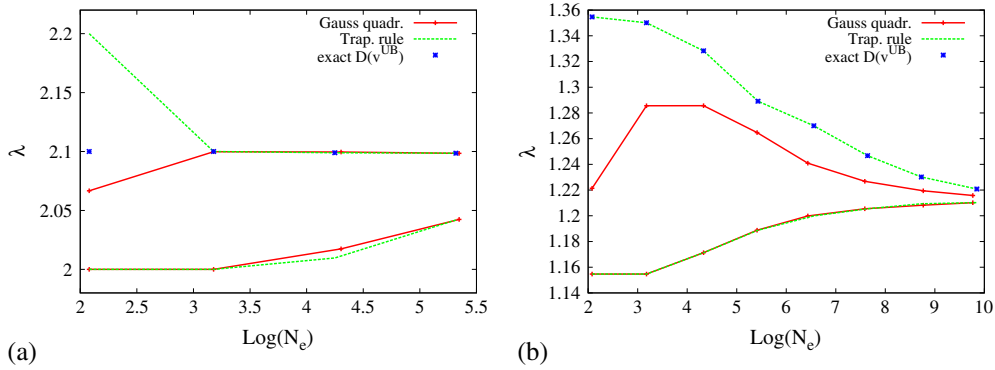 Gauss quadr.
Trap. rule
exact D(v^UB)
2.2
2.15
2.1
2.05
2
λ
2 2.5 3 3.5 4 4.5 5 5.5
Log(N_e)
(a)
Gauss quadr.
Trap. rule
exact D(v^UB)
1.36
1.34
1.32
1.3
1.28
1.26
1.24
1.22
1.2
1.18
1.16
1.14
λ
2 3 4 5 6 7 8 9 10
Log(N_e)
(b)